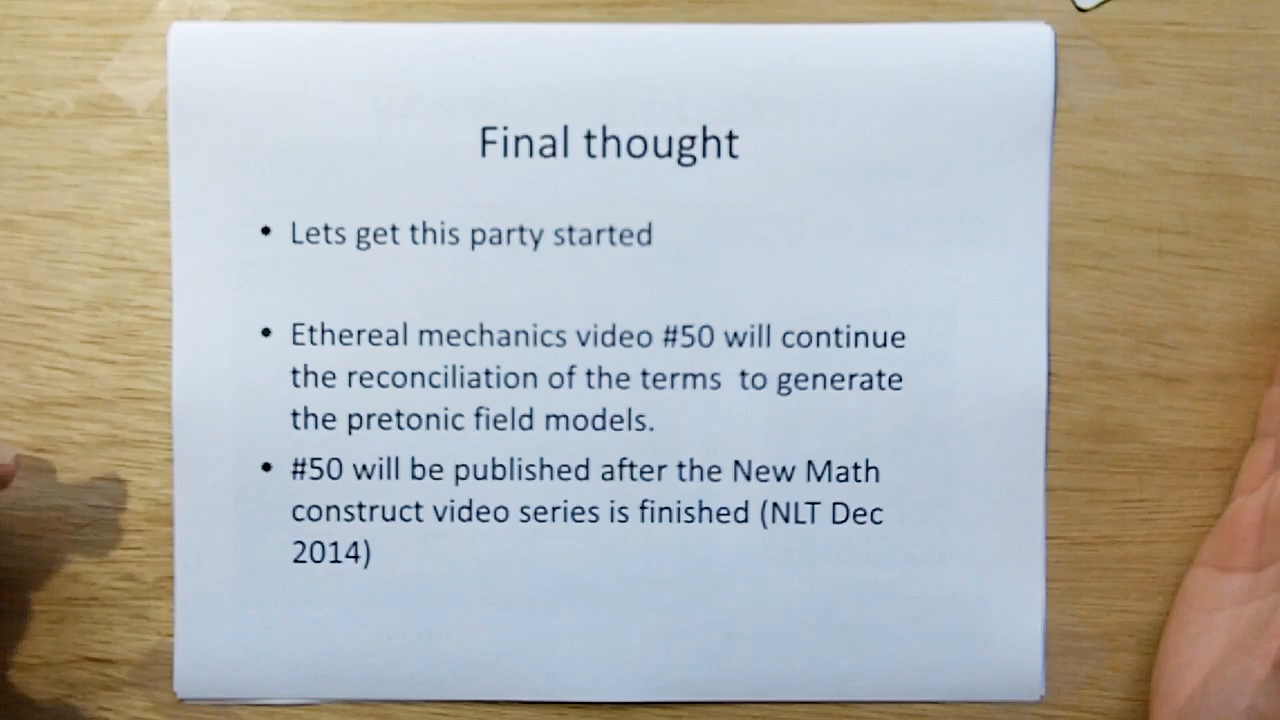 Final thought
• Lets get this party started
• Ethereal mechanics video #50 will continue
the reconciliation of the terms  to generate
the pretonic field models.
• #50 will be published after the New Math
construct video series is finished (NLT Dec
2014)